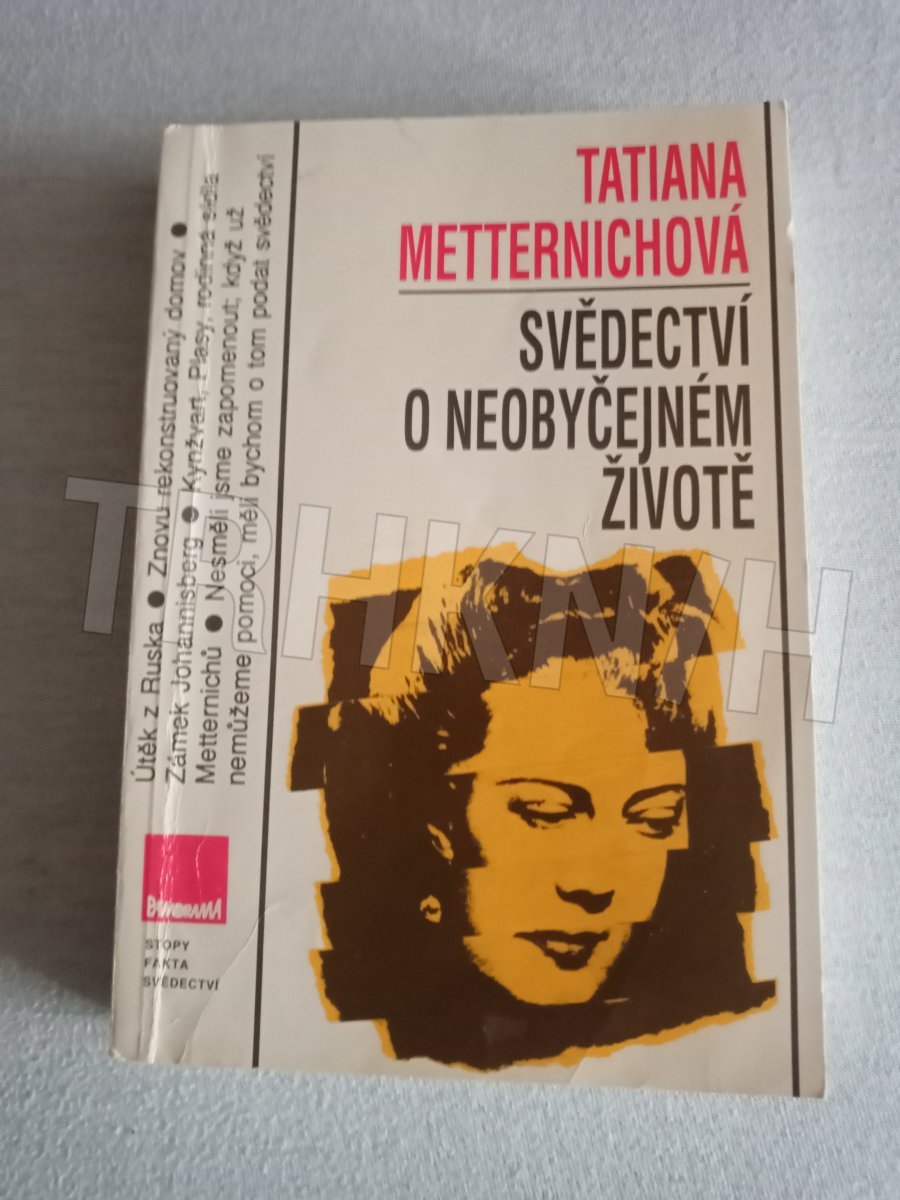 TATIANA
METTERNICHOVÁ
SVĚDECTVÍ
O NEOBYČEJNÉM
ŽIVOTĚ
Útěk z Ruska ● Znovu rekonstruovaný domov ●
Zámek Johannisberg ● Kynžvart, Plasy, rodinná sídla
Metternichů ● Nesměli jsme zapomenout; když už
nemůžeme pomoci, měli bychom o tom podat svědectví
PANORAMA
STOPY
FAKTA
SVĚDECTVÍ
TRHKNIH